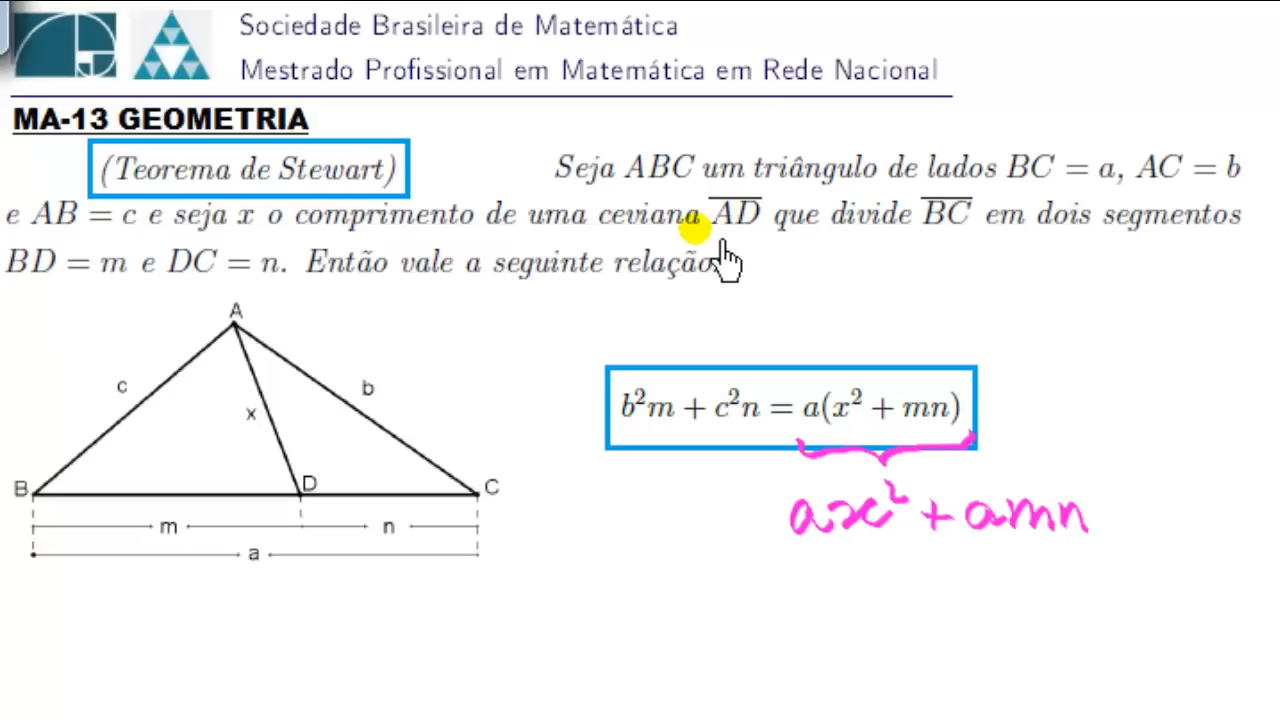 Sociedade Brasileira de Matemática
Mestrado Profissional em Matemática em Rede Nacional
MA-13 GEOMETRIA
(Teorema de Stewart) Seja ABC um triângulo de lados BC = a, AC = b
e AB = c e seja x o comprimento de uma ceviana A̅D̅ que divide B̅C̅ em dois segmentos
BD = m e DC = n. Então vale a seguinte relação:
A
c
b
x
b²m + c²n = a(x² + mn)
B
D
C
ax² + amn
m
n
a